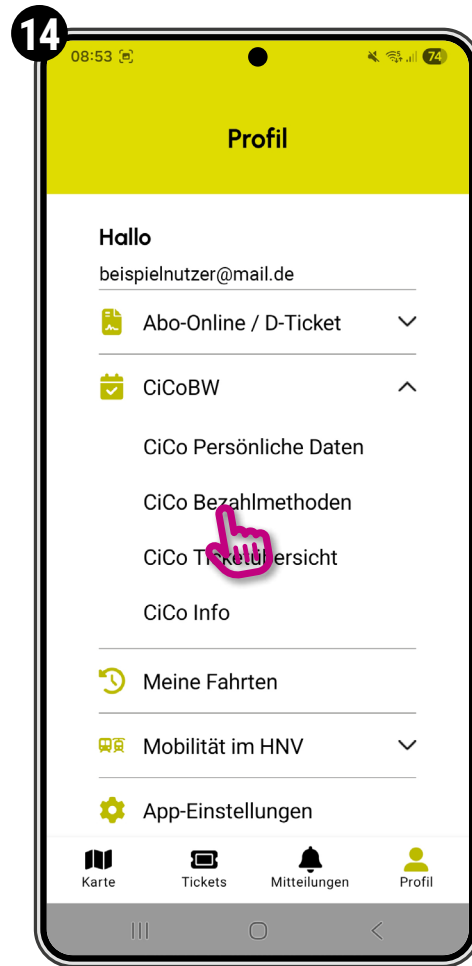 14
08:53
74
Profil
Hallo
beispielnutzer@mail.de
Abo-Online / D-Ticket
CiCoBW
CiCo Persönliche Daten
CiCo Bezahlmethoden
CiCo Ticketübersicht
CiCo Info
Meine Fahrten
Mobilität im HNV
App-Einstellungen
Karte Tickets Mitteilungen Profil